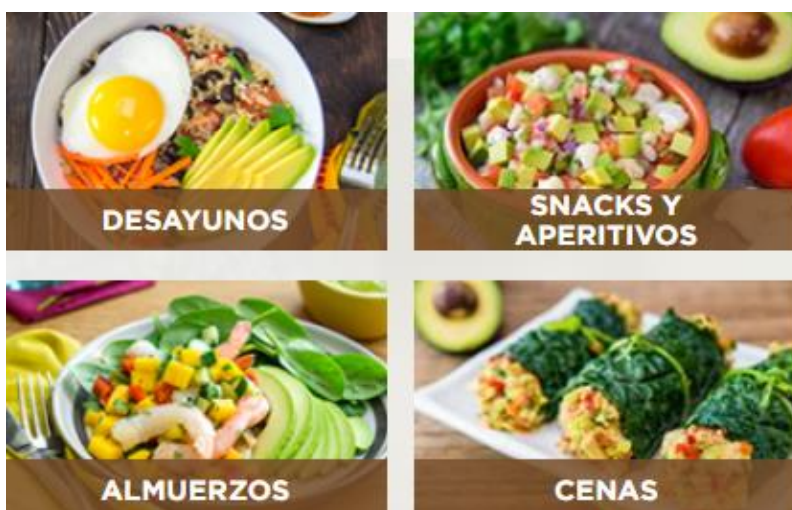 DESAYUNOS
SNACKS Y
APERITIVOS
ALMUERZOS
CENAS